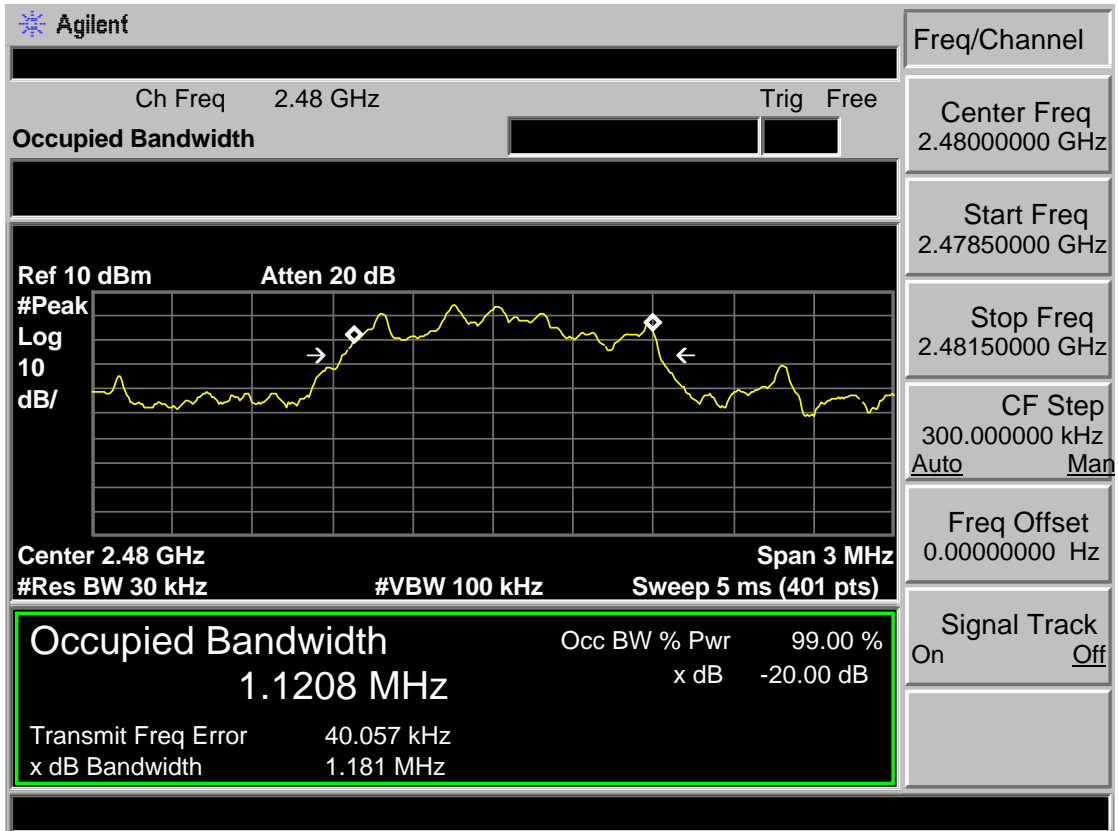 Agilent
Freq/Channel
Ch Freq 2.48 GHz Trig Free
Occupied Bandwidth
Center Freq
2.48000000 GHz
Start Freq
2.47850000 GHz
Stop Freq
2.48150000 GHz
CF Step
300.000000 kHz
Auto Man
Freq Offset
0.00000000 Hz
Signal Track
On Off
Ref 10 dBm Atten 20 dB
#Peak
Log
10
dB/
Center 2.48 GHz Span 3 MHz
#Res BW 30 kHz #VBW 100 kHz Sweep 5 ms (401 pts)
Occupied Bandwidth
1.1208 MHz
Occ BW % Pwr 99.00 %
x dB -20.00 dB
Transmit Freq Error 40.057 kHz
x dB Bandwidth 1.181 MHz